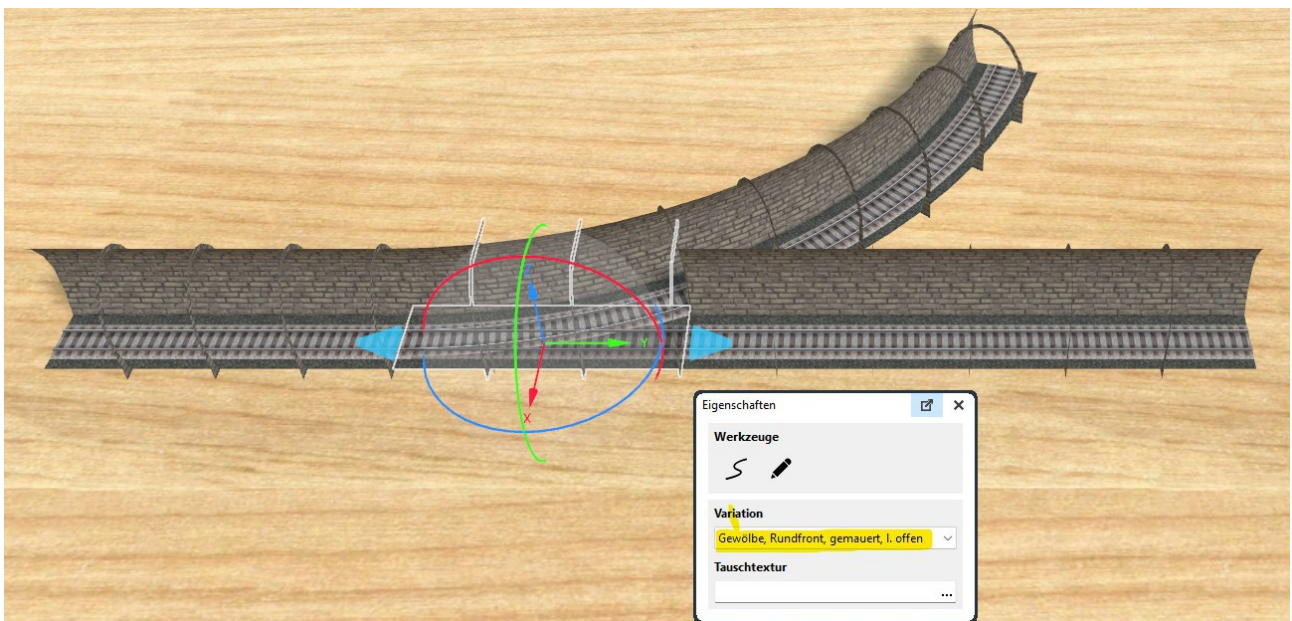 Y
X
Eigenschaften
Werkzeuge
Variation
Gewölbe, Rundfront, gemauert, l. offen
Tauschtextur
...